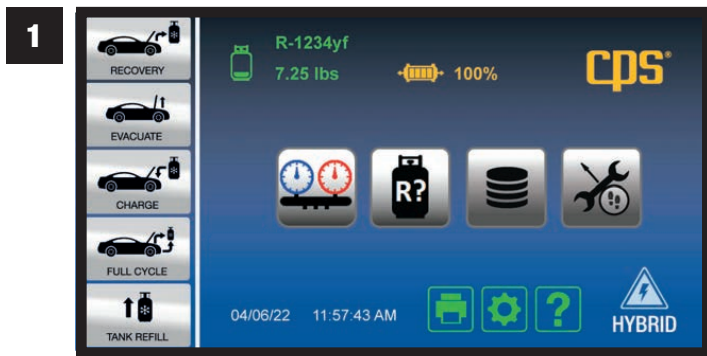 1
RECOVERY
EVACUATE
CHARGE
FULL CYCLE
TANK REFILL
R-1234yf
7.25 lbs
100%
cps®
R?
?
04/06/22 11:57:43 AM
HYBRID